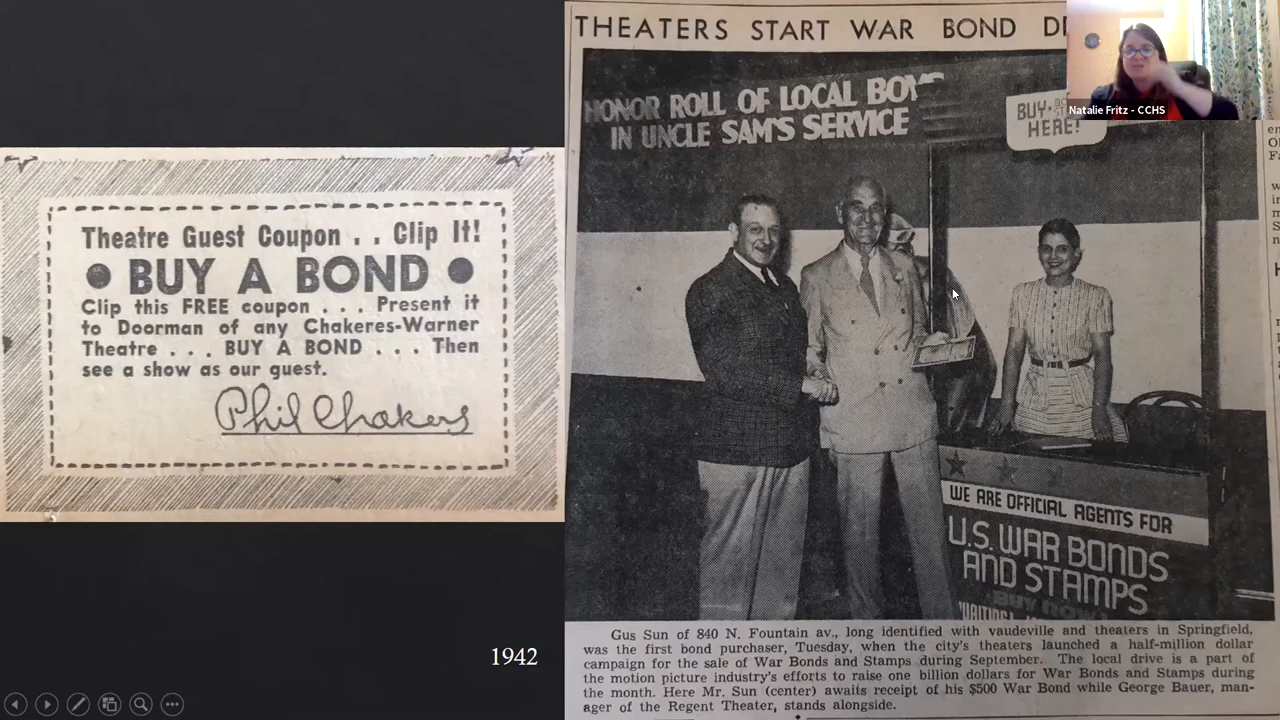 Theatre Guest Coupon . . Clip It!
BUY A BOND
Clip this FREE coupon . . . Present it
to Doorman of any Chakeres-Warner
Theatre . . . BUY A BOND . . . Then
see a show as our guest.
Phil Chakeres
1942
THEATERS START WAR BOND
HONOR ROLL OF LOCAL BOYS
IN UNCLE SAM'S SERVICE
BUY
HERE!
WE ARE OFFICIAL AGENTS FOR
U.S. WAR BONDS
AND STAMPS
BUY NOW
Gus Sun of 840 N. Fountain av., long identified with vaudeville and theaters in Springfield,
was the first bond purchaser, Tuesday, when the city's theaters launched a half-million dollar
campaign for the sale of War Bonds and Stamps during September. The local drive is a part of
the motion picture industry's efforts to raise one billion dollars for War Bonds and Stamps during
the month. Here Mr. Sun (center) awaits receipt of his $500 War Bond while George Bauer, man-
ager of the Regent Theater, stands alongside.
Natalie Fritz - CCHS